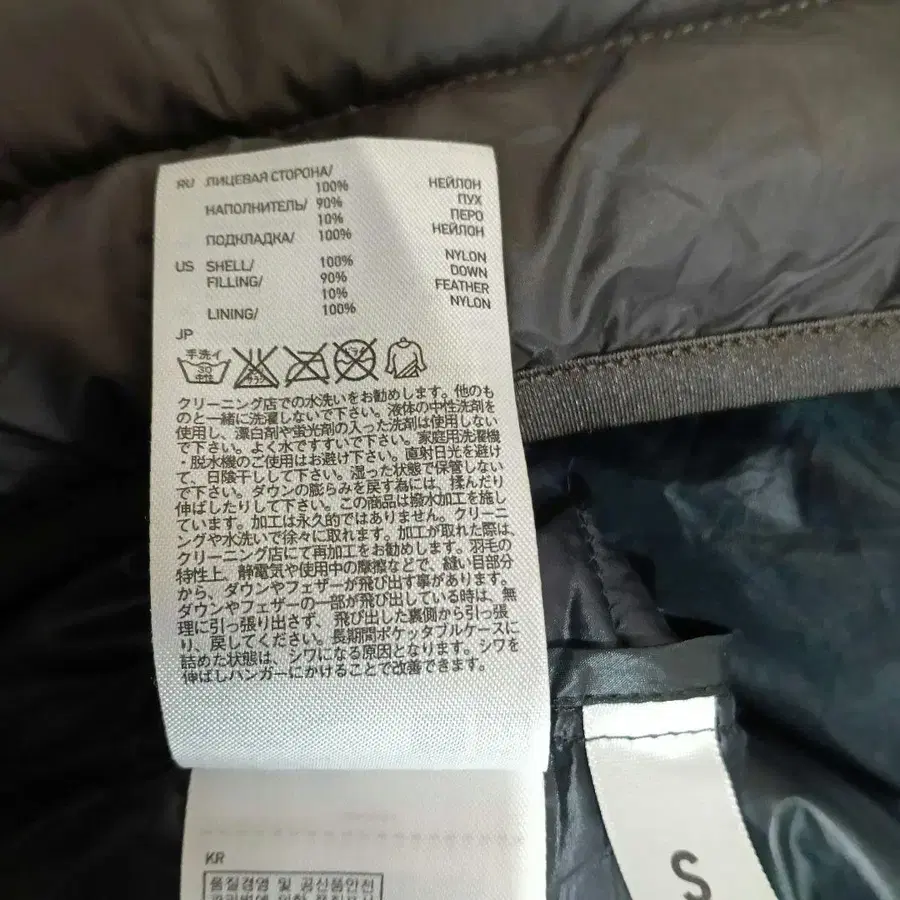 RU ЛИЦЕВАЯ СТОРОНА/
100% НЕЙЛОН
НАПОЛНИТЕЛЬ/ 90% ПУХ
10% ПЕРО
ПОДКЛАДКА/ 100% НЕЙЛОН
US SHELL/ 100% NYLON
FILLING/ 90% DOWN
10% FEATHER
LINING/ 100% NYLON
JP
手洗イ
30
中性
クリーニング店での水洗いをお勧めします。他のも
のと一緒に洗濯しないで下さい。液体の中性洗剤を
使用し、漂白剤や蛍光剤の入った洗剤は使用しない
で下さい。よく水ですすいで下さい。家庭用洗濯機
・脱水機のご使用はお避け下さい。直射日光を避け
て、日陰干しして下さい。湿った状態で保管しない
で下さい。ダウンの膨らみを戻す為には、揉んだり
伸ばしたりして下さい。この商品は撥水加工を施し
ています。加工は永久的ではありません。クリーニ
ングや水洗いで徐々に取れます。加工が取れた際は、
クリーニング店にて再加工をお勧めします。羽毛の
特性上、静電気や使用中の摩擦などで、縫い目部分
から、ダウンやフェザーが飛び出す事があります。
ダウンやフェザーの一部が飛び出している時は、無
理に引っ張り出さず、飛び出した裏側から引っ張
り、戻してください。長期間ポケッタブルケースに
詰めた状態は、シワになる原因となります。シワを
伸ばしハンガーにかけることで改善できます。
KR
품질경영 및 공산품안전
S